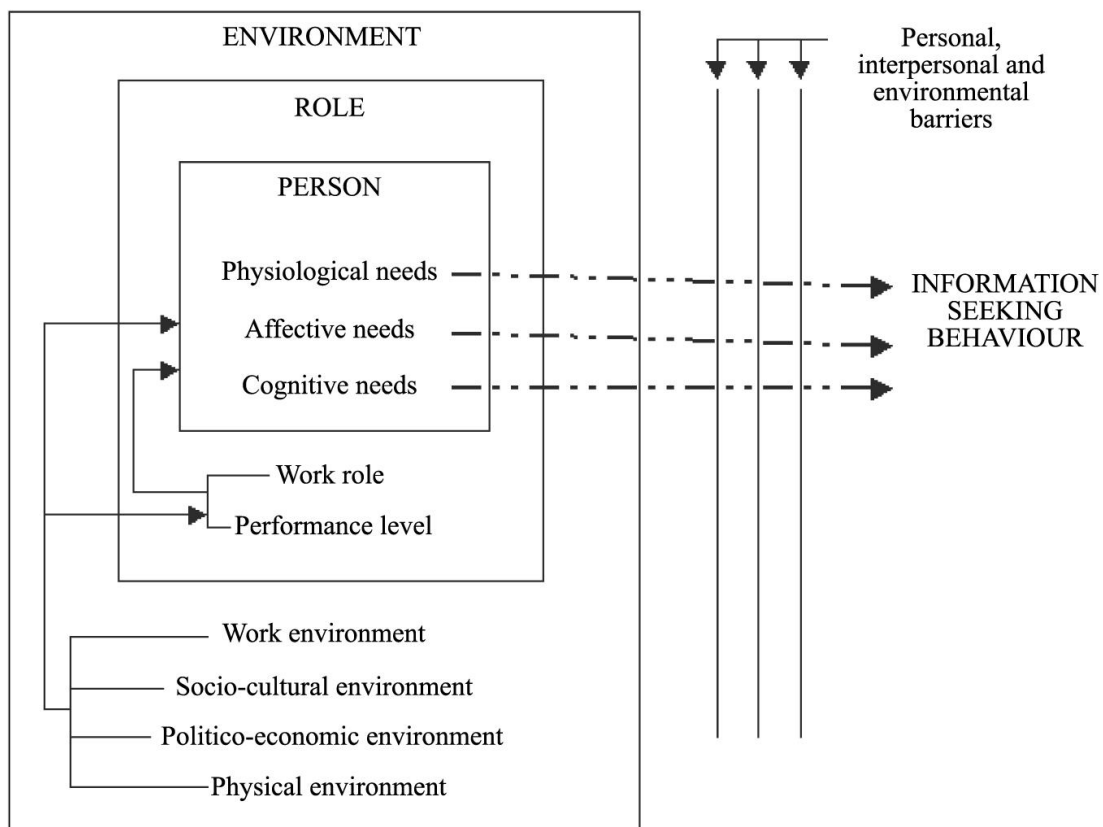 ENVIRONMENT
ROLE
PERSON
Physiological needs
Affective needs
Cognitive needs
Work role
Performance level
Work environment
Socio-cultural environment
Politico-economic environment
Physical environment
Personal,
interpersonal and
environmental
barriers
INFORMATION
SEEKING
BEHAVIOUR